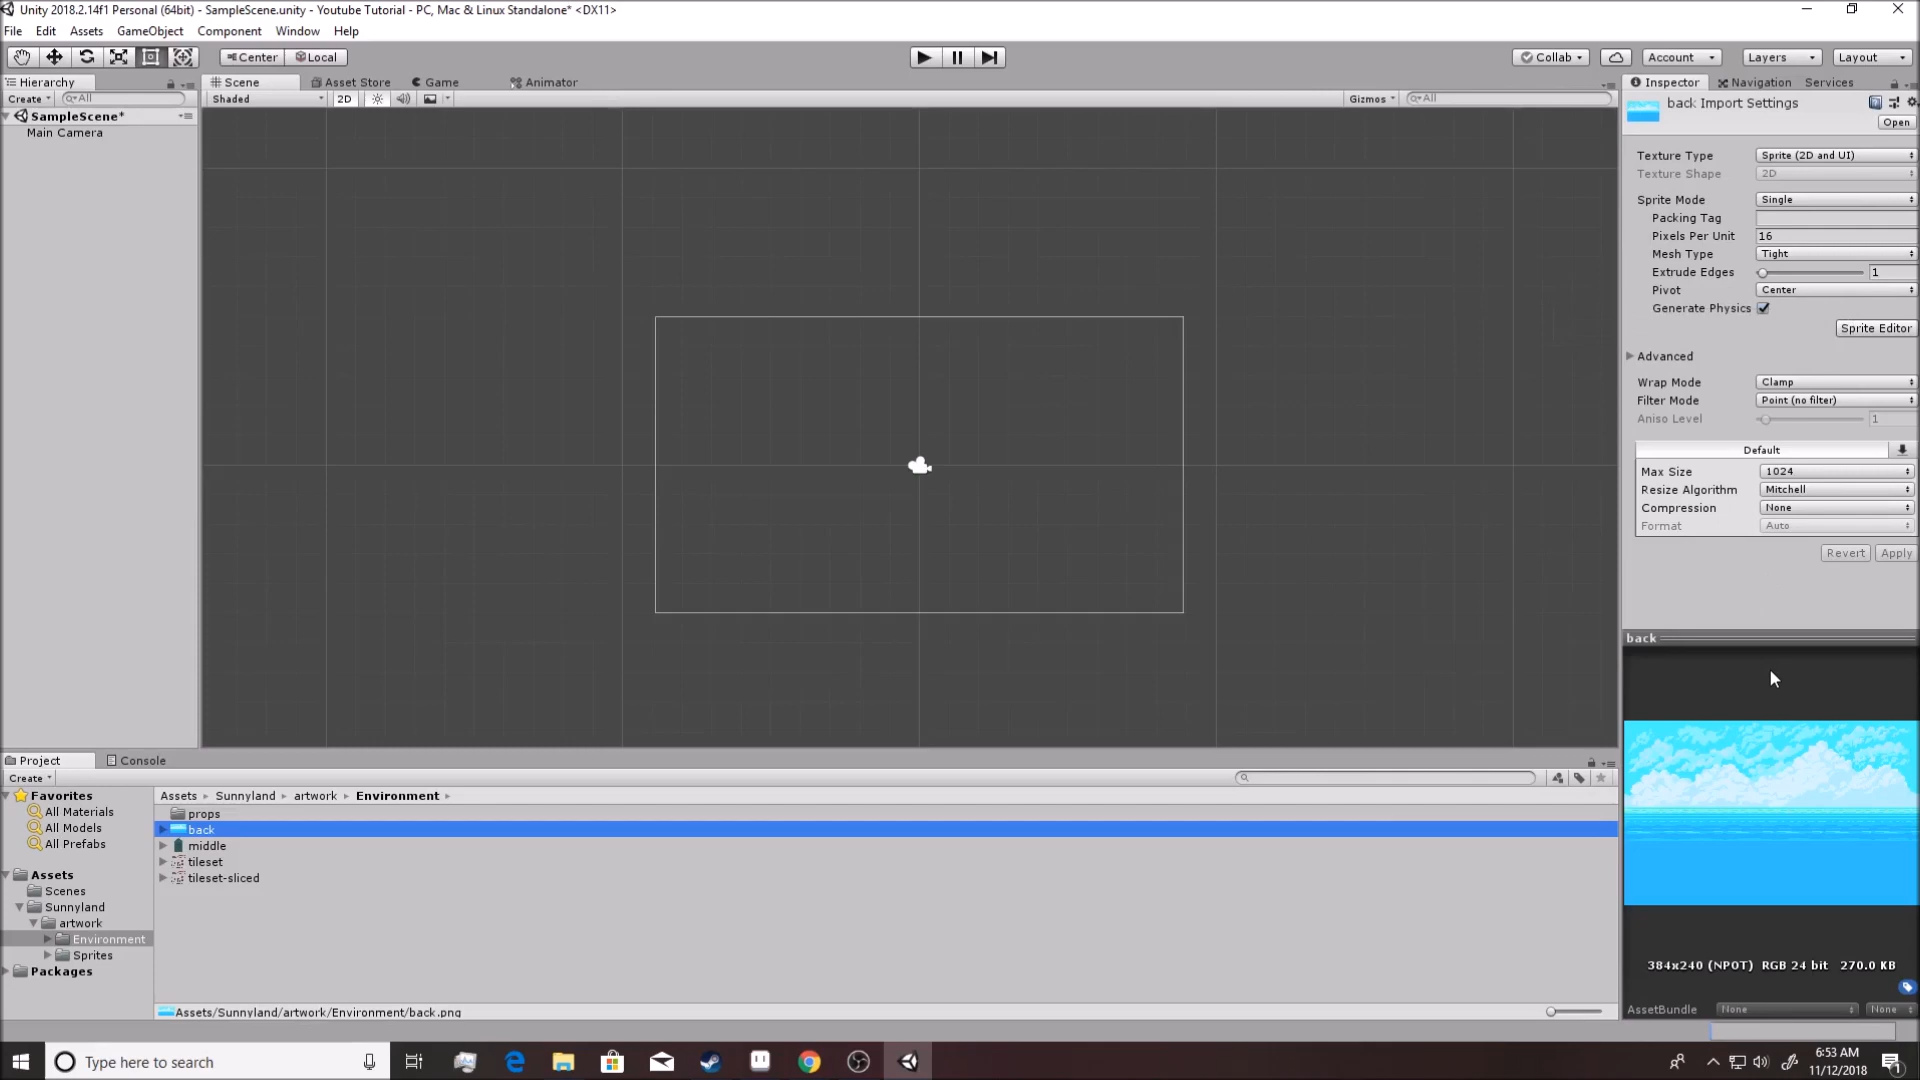 Unity 2018.2.14f1 Personal (64bit) - SampleScene.unity - Youtube Tutorial - PC, Mac & Linux Standalone* <DX11>
File Edit Assets GameObject Component Window Help
Center Local Collab Account Layers Layout
Hierarchy Scene Asset Store Game Animator Inspector Navigation Services
Create All Shaded 2D Gizmos All
back Import Settings
Open
SampleScene*
Main Camera
Texture Type Sprite (2D and UI)
Texture Shape 2D
Sprite Mode Single
Packing Tag
Pixels Per Unit 16
Mesh Type Tight
Extrude Edges 1
Pivot Center
Generate Physics
Sprite Editor
Advanced
Wrap Mode Clamp
Filter Mode Point (no filter)
Aniso Level 1
Default
Max Size 1024
Resize Algorithm Mitchell
Compression None
Format Auto
Revert Apply
back
Project Console
Create
Favorites
All Materials
All Models
All Prefabs
Assets
Scenes
Sunnyland
artwork
Environment
Sprites
Packages
Assets Sunnyland artwork Environment
props
back
middle
tileset
tileset-sliced
Assets/Sunnyland/artwork/Environment/back.png
384x240 (NPOT) RGB 24 bit 270.0 KB
AssetBundle None None
Type here to search
6:53 AM
11/12/2018
1